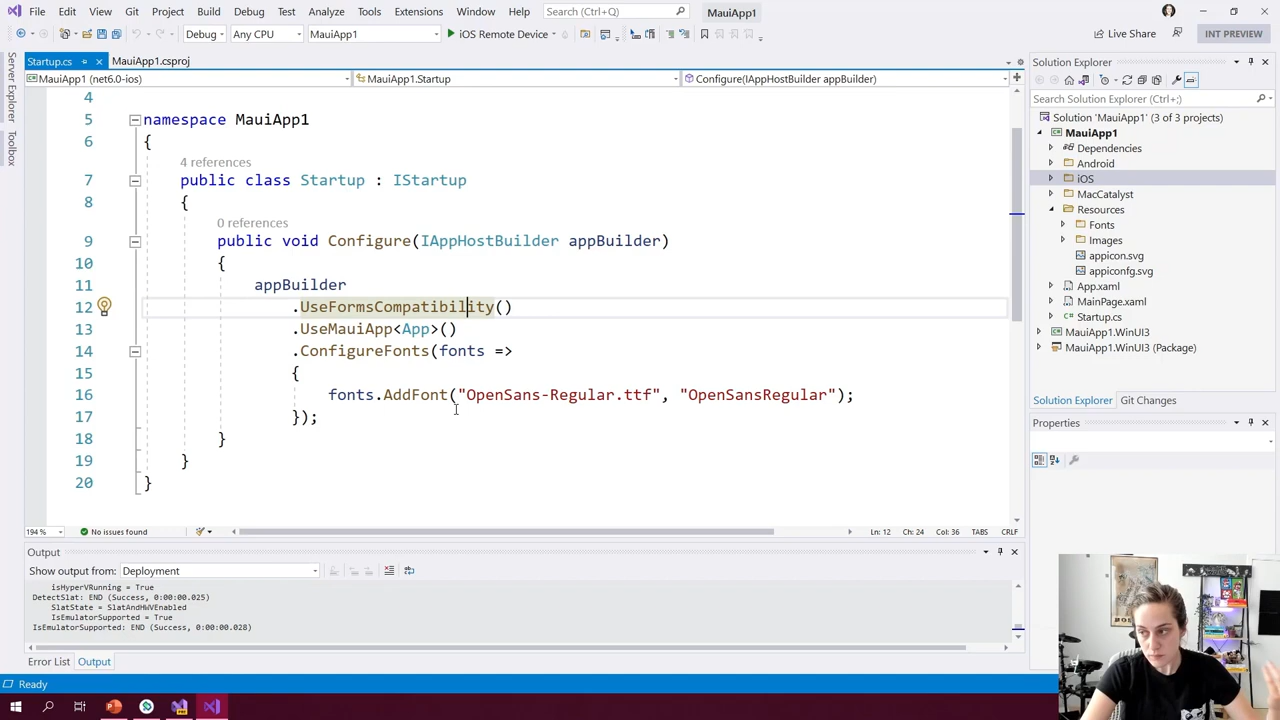 File Edit View Git Project Build Debug Test Analyze Tools Extensions Window Help Search (Ctrl+Q) MauiApp1
Debug Any CPU MauiApp1 iOS Remote Device Live Share INT PREVIEW
Server Explorer
Toolbox
Startup.cs MauiApp1.csproj
MauiApp1 (net6.0-ios) MauiApp1.Startup Configure(IAppHostBuilder appBuilder)
4
5 namespace MauiApp1
6 {
4 references
7 public class Startup : IStartup
8 {
0 references
9 public void Configure(IAppHostBuilder appBuilder)
10 {
11 appBuilder
12 .UseFormsCompatibility()
13 .UseMauiApp<App>()
14 .ConfigureFonts(fonts =>
15 {
16 fonts.AddFont("OpenSans-Regular.ttf", "OpenSansRegular");
17 });
18 }
19 }
20 }
194 % No issues found Ln: 12 Ch: 24 Col: 36 TABS CRLF
Output
Show output from: Deployment
isHyperVRunning = True
DetectSlat: END (Success, 0:00:00.025)
SlatState = SlatAndHWVEnabled
IsEmulatorSupported = True
IsEmulatorSupported: END (Success, 0:00:00.028)
Error List Output
Ready
Solution Explorer
Search Solution Explorer (Ctrl+;)
Solution 'MauiApp1' (3 of 3 projects)
MauiApp1
Dependencies
Android
iOS
MacCatalyst
Resources
Fonts
Images
appicon.svg
appiconfg.svg
App.xaml
MainPage.xaml
Startup.cs
MauiApp1.WinUI3
MauiApp1.WinUI3 (Package)
Solution Explorer Git Changes
Properties